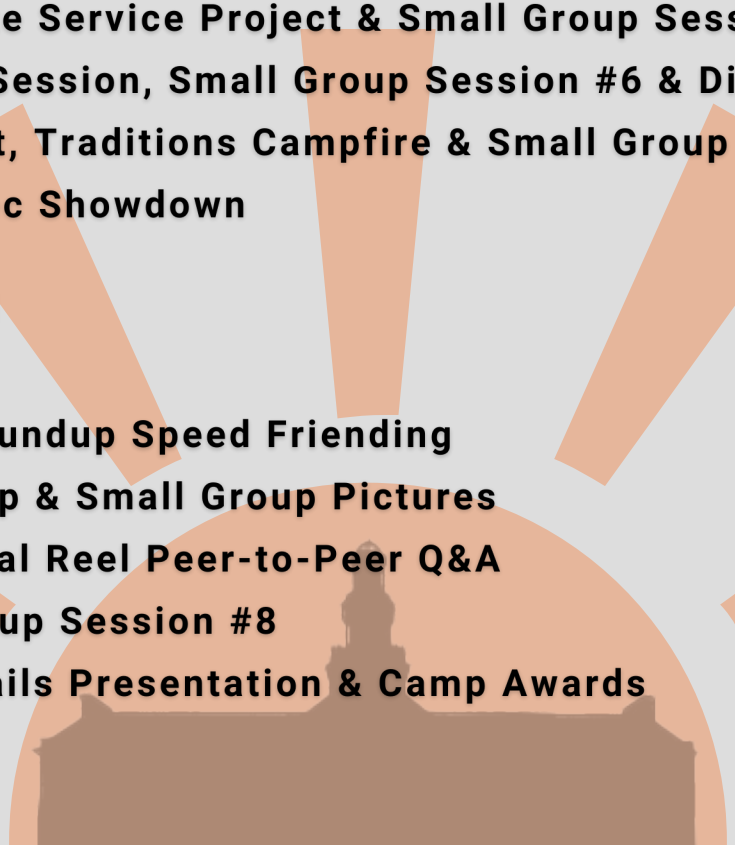 e Service Project & Small Group Sess
Session, Small Group Session #6 & Di
t, Traditions Campfire & Small Group
c Showdown
undup Speed Friending
p & Small Group Pictures
al Reel Peer-to-Peer Q&A
up Session #8
ails Presentation & Camp Awards